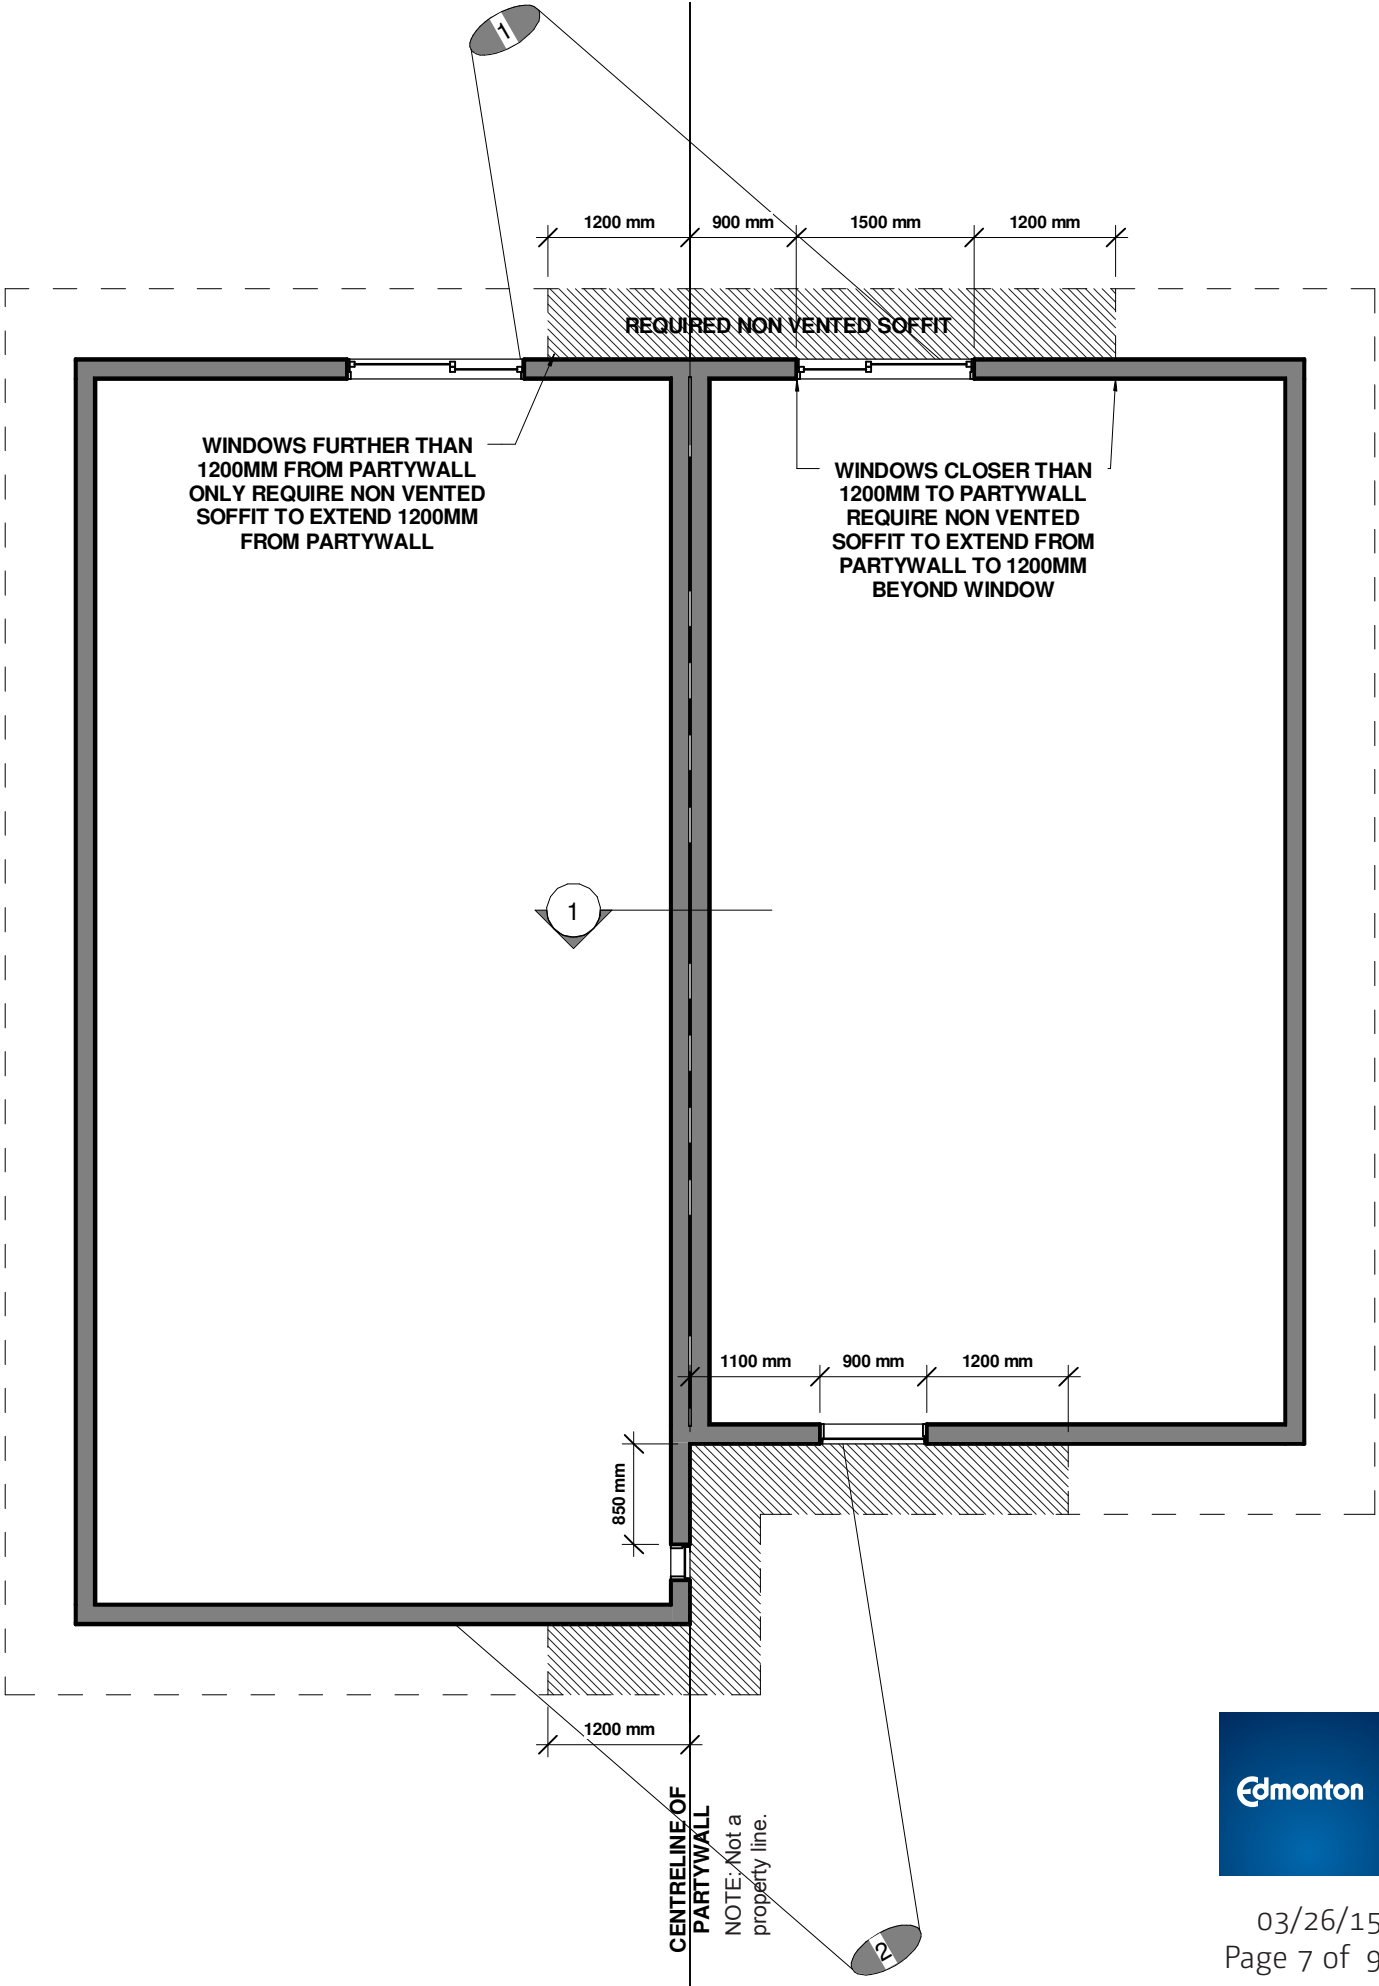 1
1200 mm
900 mm
1500 mm
1200 mm
REQUIRED NON VENTED SOFFIT
WINDOWS FURTHER THAN
1200MM FROM PARTYWALL
ONLY REQUIRE NON VENTED
SOFFIT TO EXTEND 1200MM
FROM PARTYWALL
WINDOWS CLOSER THAN
1200MM TO PARTYWALL
REQUIRE NON VENTED
SOFFIT TO EXTEND FROM
PARTYWALL TO 1200MM
BEYOND WINDOW
1
1100 mm
900 mm
1200 mm
850 mm
1200 mm
CENTRELINE OF
PARTYWALL
NOTE: Not a
property line.
2
Edmonton
03/26/15
Page 7 of 9